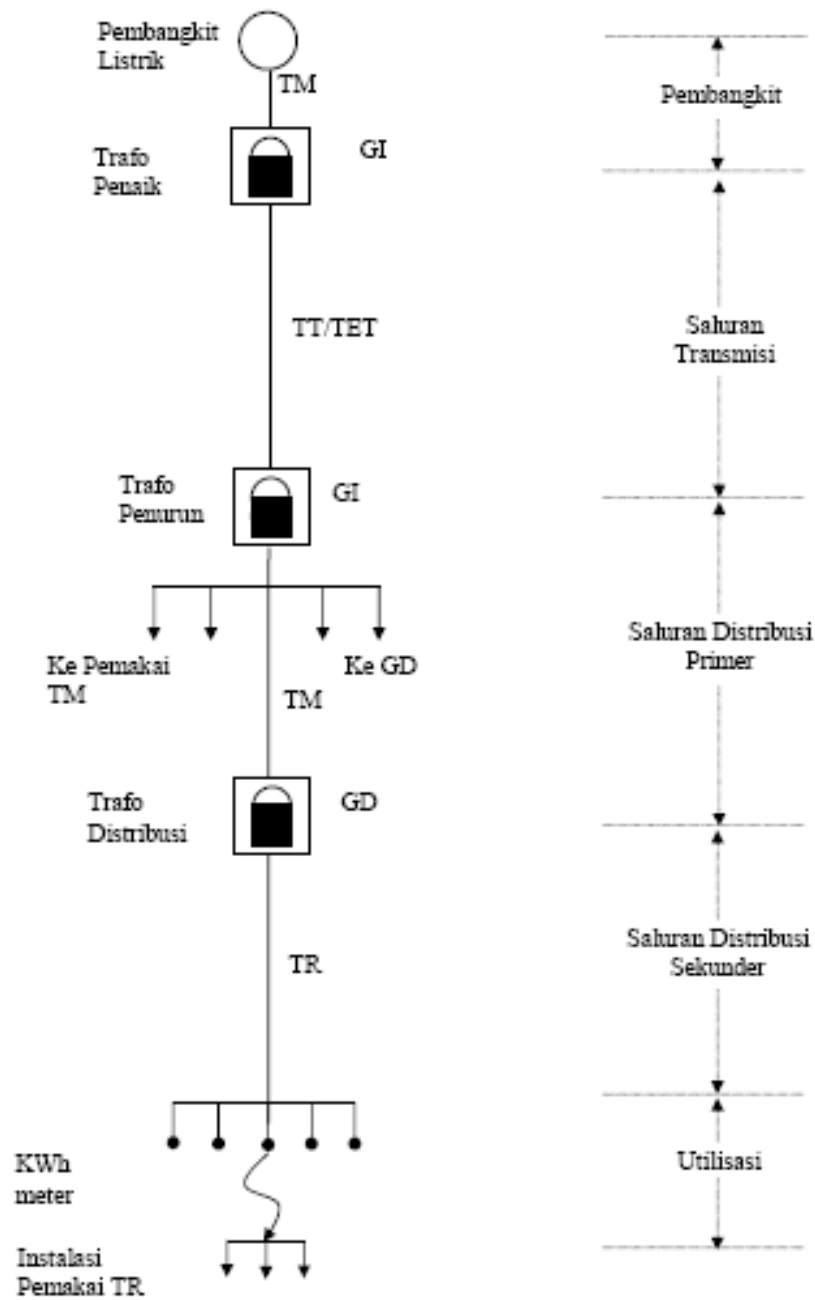 Pembangkit
Listrik
TM
Pembangkit
Trafo
Penaik
GI
TT/TET
Saluran
Transmisi
Trafo
Penurun
GI
Ke Pemakai
TM
Ke GD
TM
Saluran Distribusi
Primer
Trafo
Distribusi
GD
TR
Saluran Distribusi
Sekunder
KWh
meter
Utilisasi
Instalasi
Pemakai TR